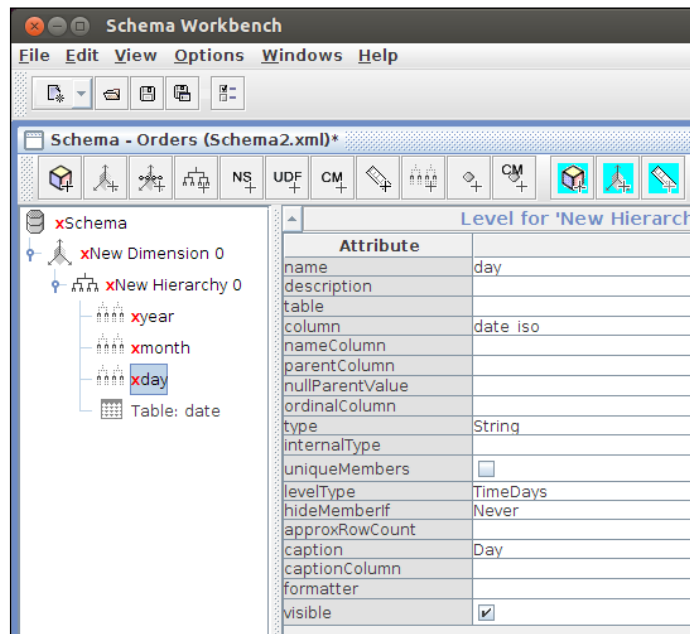 Schema Workbench
File Edit View Options Windows Help
Schema - Orders (Schema2.xml)*
NS UDF CM CM
xSchema
xNew Dimension 0
xNew Hierarchy 0
xyear
xmonth
xday
Table: date
Level for 'New Hierarch
Attribute
name day
description
table
column date_iso
nameColumn
parentColumn
nullParentValue
ordinalColumn
type String
internalType
uniqueMembers
levelType TimeDays
hideMemberIf Never
approxRowCount
caption Day
captionColumn
formatter
visible